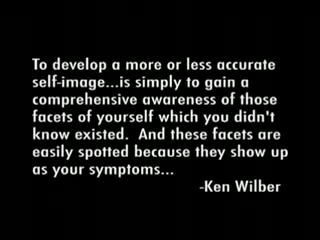 To develop a more or less accurate
self-image...is simply to gain a
comprehensive awareness of those
facets of yourself which you didn't
know existed.  And these facets are
easily spotted because they show up
as your symptoms...
-Ken Wilber